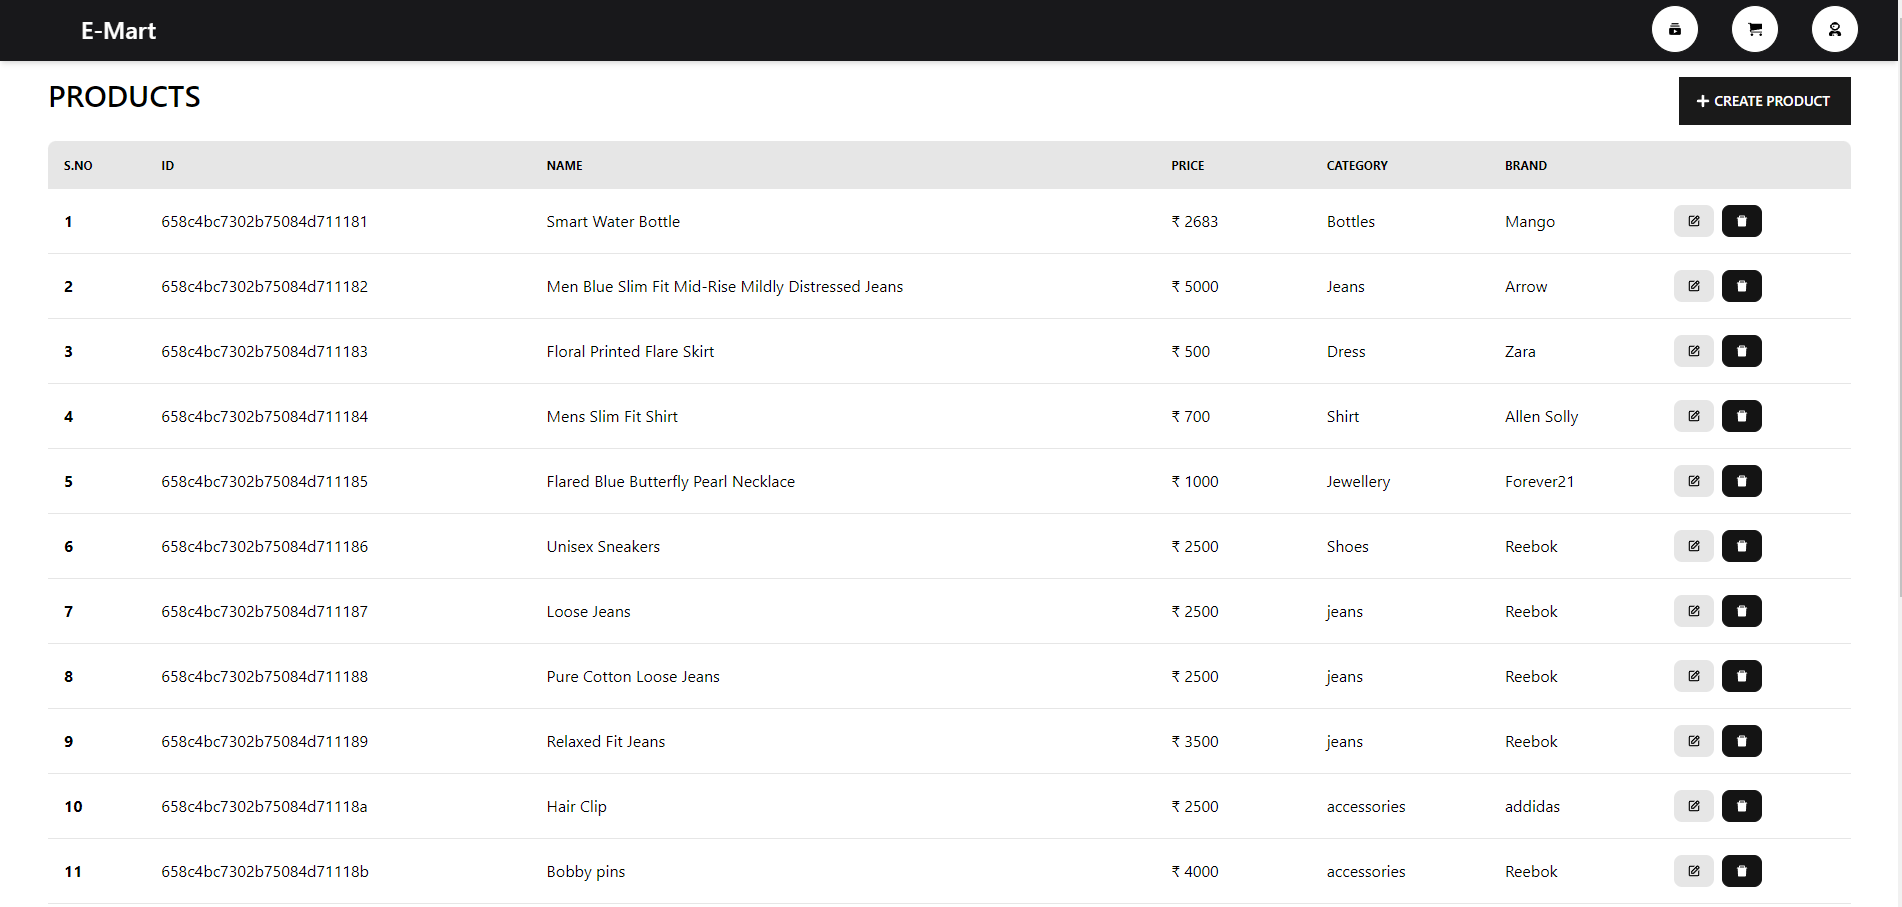 E-Mart
PRODUCTS
CREATE PRODUCT
S.NO ID NAME PRICE CATEGORY BRAND
1 658c4bc7302b75084d711181 Smart Water Bottle ₹ 2683 Bottles Mango
2 658c4bc7302b75084d711182 Men Blue Slim Fit Mid-Rise Mildly Distressed Jeans ₹ 5000 Jeans Arrow
3 658c4bc7302b75084d711183 Floral Printed Flare Skirt ₹ 500 Dress Zara
4 658c4bc7302b75084d711184 Mens Slim Fit Shirt ₹ 700 Shirt Allen Solly
5 658c4bc7302b75084d711185 Flared Blue Butterfly Pearl Necklace ₹ 1000 Jewellery Forever21
6 658c4bc7302b75084d711186 Unisex Sneakers ₹ 2500 Shoes Reebok
7 658c4bc7302b75084d711187 Loose Jeans ₹ 2500 jeans Reebok
8 658c4bc7302b75084d711188 Pure Cotton Loose Jeans ₹ 2500 jeans Reebok
9 658c4bc7302b75084d711189 Relaxed Fit Jeans ₹ 3500 jeans Reebok
10 658c4bc7302b75084d71118a Hair Clip ₹ 2500 accessories addidas
11 658c4bc7302b75084d71118b Bobby pins ₹ 4000 accessories Reebok